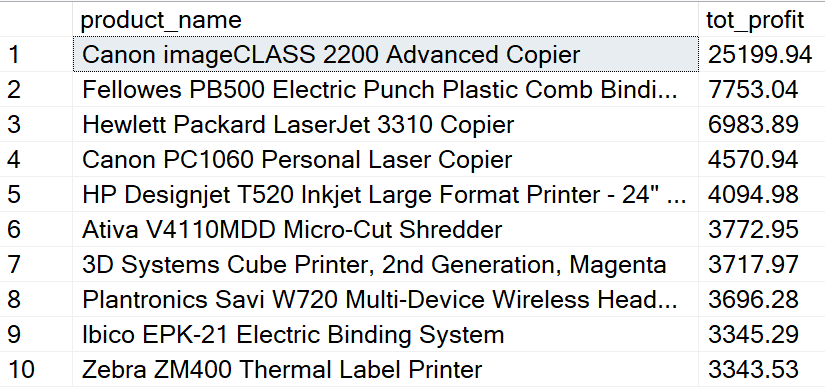 product_name tot_profit
1 Canon imageCLASS 2200 Advanced Copier 25199.94
2 Fellowes PB500 Electric Punch Plastic Comb Bindi... 7753.04
3 Hewlett Packard LaserJet 3310 Copier 6983.89
4 Canon PC1060 Personal Laser Copier 4570.94
5 HP Designjet T520 Inkjet Large Format Printer - 24" ... 4094.98
6 Ativa V4110MDD Micro-Cut Shredder 3772.95
7 3D Systems Cube Printer, 2nd Generation, Magenta 3717.97
8 Plantronics Savi W720 Multi-Device Wireless Head... 3696.28
9 Ibico EPK-21 Electric Binding System 3345.29
10 Zebra ZM400 Thermal Label Printer 3343.53